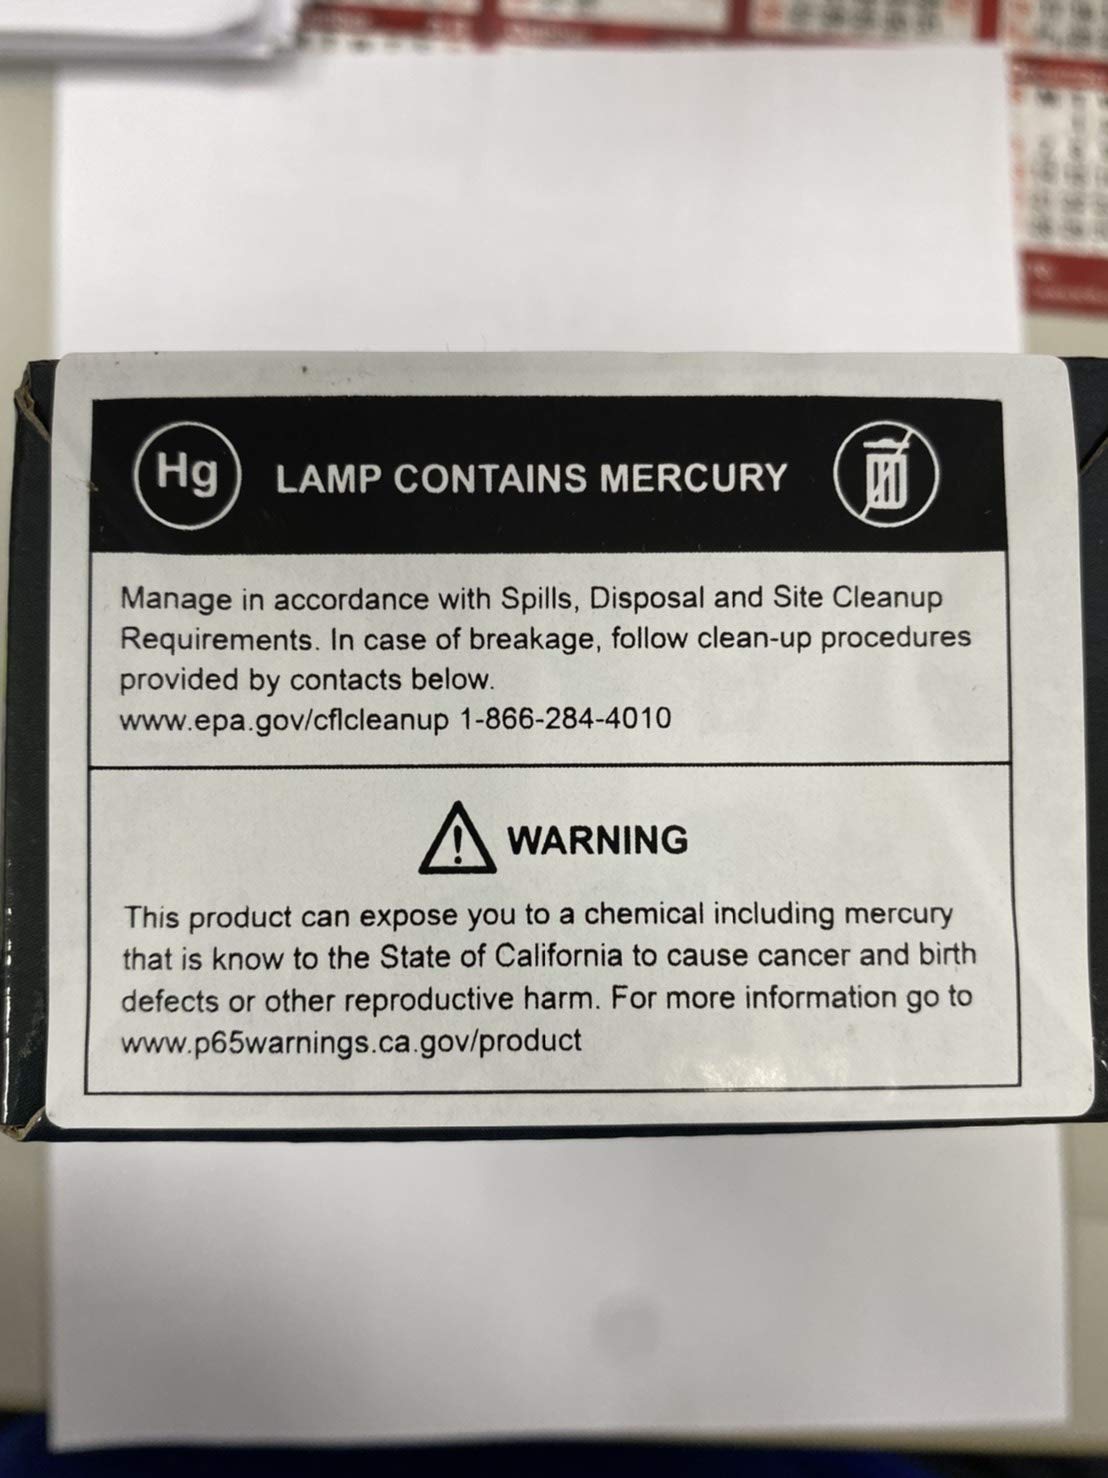 Hg LAMP CONTAINS MERCURY
Manage in accordance with Spills, Disposal and Site Cleanup
Requirements. In case of breakage, follow clean-up procedures
provided by contacts below.
www.epa.gov/cflcleanup 1-866-284-4010
WARNING
This product can expose you to a chemical including mercury
that is know to the State of California to cause cancer and birth
defects or other reproductive harm. For more information go to
www.p65warnings.ca.gov/product